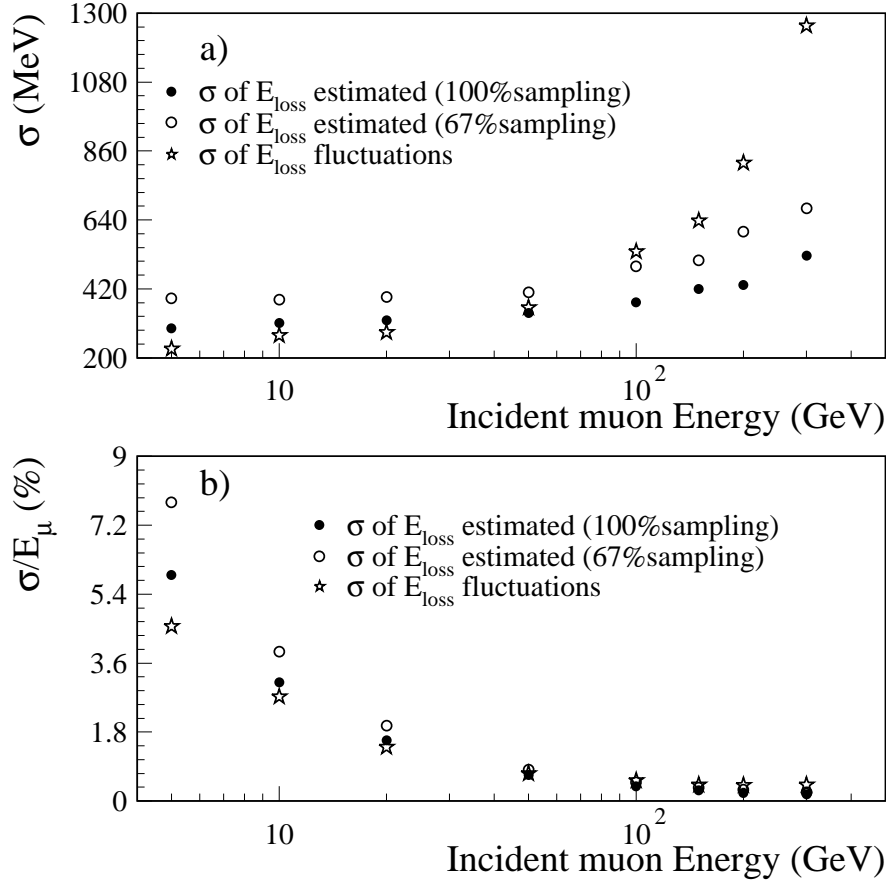 σ (MeV)
1300
1080
860
640
420
200
a)
σ of E_loss estimated (100%sampling)
σ of E_loss estimated (67%sampling)
σ of E_loss fluctuations
10
10^2
Incident muon Energy (GeV)
σ/E_μ (%)
9
7.2
5.4
3.6
1.8
0
b)
σ of E_loss estimated (100%sampling)
σ of E_loss estimated (67%sampling)
σ of E_loss fluctuations
10
10^2
Incident muon Energy (GeV)